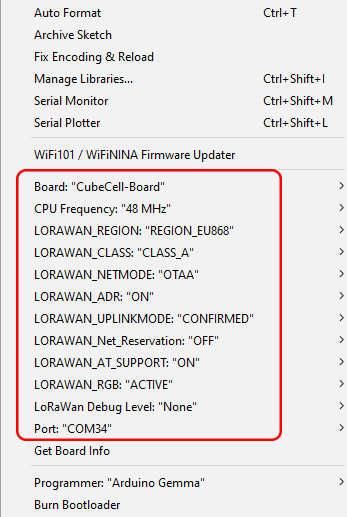 Auto Format Ctrl+T
Archive Sketch
Fix Encoding & Reload
Manage Libraries... Ctrl+Shift+I
Serial Monitor Ctrl+Shift+M
Serial Plotter Ctrl+Shift+L
WiFi101 / WiFiNINA Firmware Updater
Board: "CubeCell-Board"
CPU Frequency: "48 MHz"
LORAWAN_REGION: "REGION_EU868"
LORAWAN_CLASS: "CLASS_A"
LORAWAN_NETMODE: "OTAA"
LORAWAN_ADR: "ON"
LORAWAN_UPLINKMODE: "CONFIRMED"
LORAWAN_Net_Reservation: "OFF"
LORAWAN_AT_SUPPORT: "ON"
LORAWAN_RGB: "ACTIVE"
LoRaWan Debug Level: "None"
Port: "COM34"
Get Board Info
Programmer: "Arduino Gemma"
Burn Bootloader